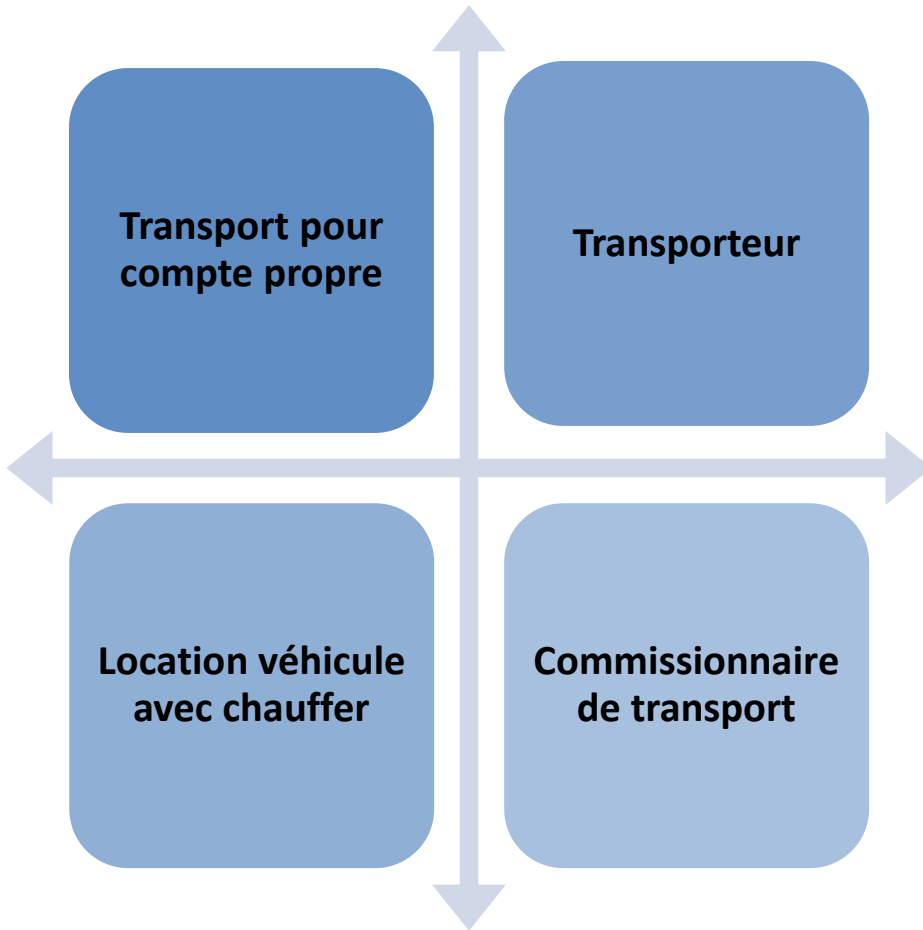 Transport pour
compte propre
Transporteur
Location véhicule
avec chauffer
Commissionnaire
de transport